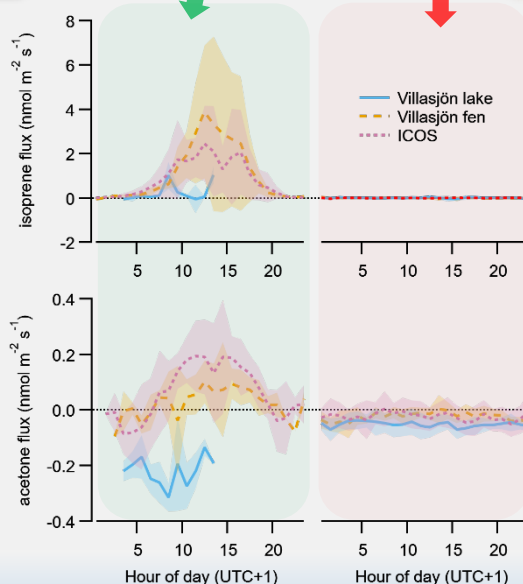 8
6
4
2
0
-2
isoprene flux (nmol m-2 s-1)
Villasjön lake
Villasjön fen
ICOS
5 10 15 20
5 10 15 20
0.4
0.2
0.0
-0.2
-0.4
acetone flux (nmol m-2 s-1)
5 10 15 20
5 10 15 20
Hour of day (UTC+1)
Hour of day (UTC+1)